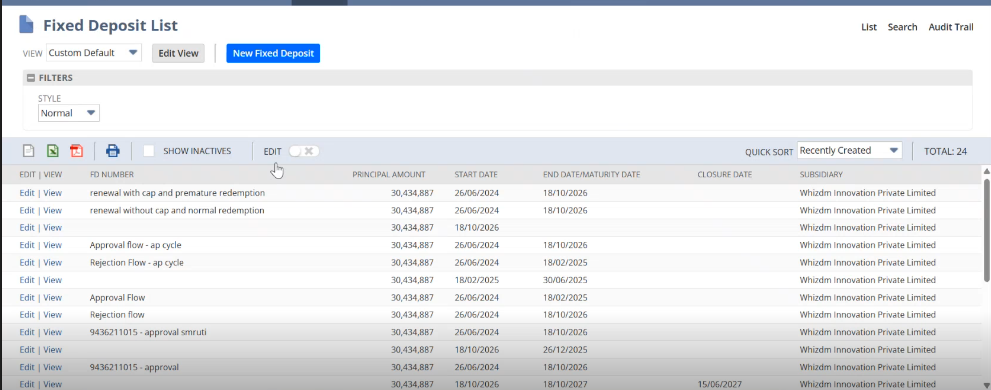 Fixed Deposit List
List Search Audit Trail
VIEW Custom Default Edit View New Fixed Deposit
FILTERS
STYLE
Normal
SHOW INACTIVES EDIT QUICK SORT Recently Created TOTAL: 24
EDIT | VIEW FD NUMBER PRINCIPAL AMOUNT START DATE END DATE/MATURITY DATE CLOSURE DATE SUBSIDIARY
Edit | View renewal with cap and premature redemption 30,434,887 26/06/2024 18/10/2026 Whizdm Innovation Private Limited
Edit | View renewal without cap and normal redemption 30,434,887 26/06/2024 18/10/2026 Whizdm Innovation Private Limited
Edit | View 30,434,887 18/10/2026 Whizdm Innovation Private Limited
Edit | View Approval flow - ap cycle 30,434,887 26/06/2024 18/10/2026 Whizdm Innovation Private Limited
Edit | View Rejection Flow - ap cycle 30,434,887 26/06/2024 18/02/2025 Whizdm Innovation Private Limited
Edit | View 30,434,887 18/02/2025 30/06/2025 Whizdm Innovation Private Limited
Edit | View Approval Flow 30,434,887 26/06/2024 18/02/2025 Whizdm Innovation Private Limited
Edit | View Rejection flow 30,434,887 26/06/2024 18/10/2026 Whizdm Innovation Private Limited
Edit | View 9436211015 - approval smruti 30,434,887 26/06/2024 18/10/2026 Whizdm Innovation Private Limited
Edit | View 30,434,887 18/10/2026 26/12/2025 Whizdm Innovation Private Limited
Edit | View 9436211015 - approval 30,434,887 26/06/2024 18/10/2026 Whizdm Innovation Private Limited
Edit | View 30,434,887 18/10/2026 18/10/2027 15/06/2027 Whizdm Innovation Private Limited